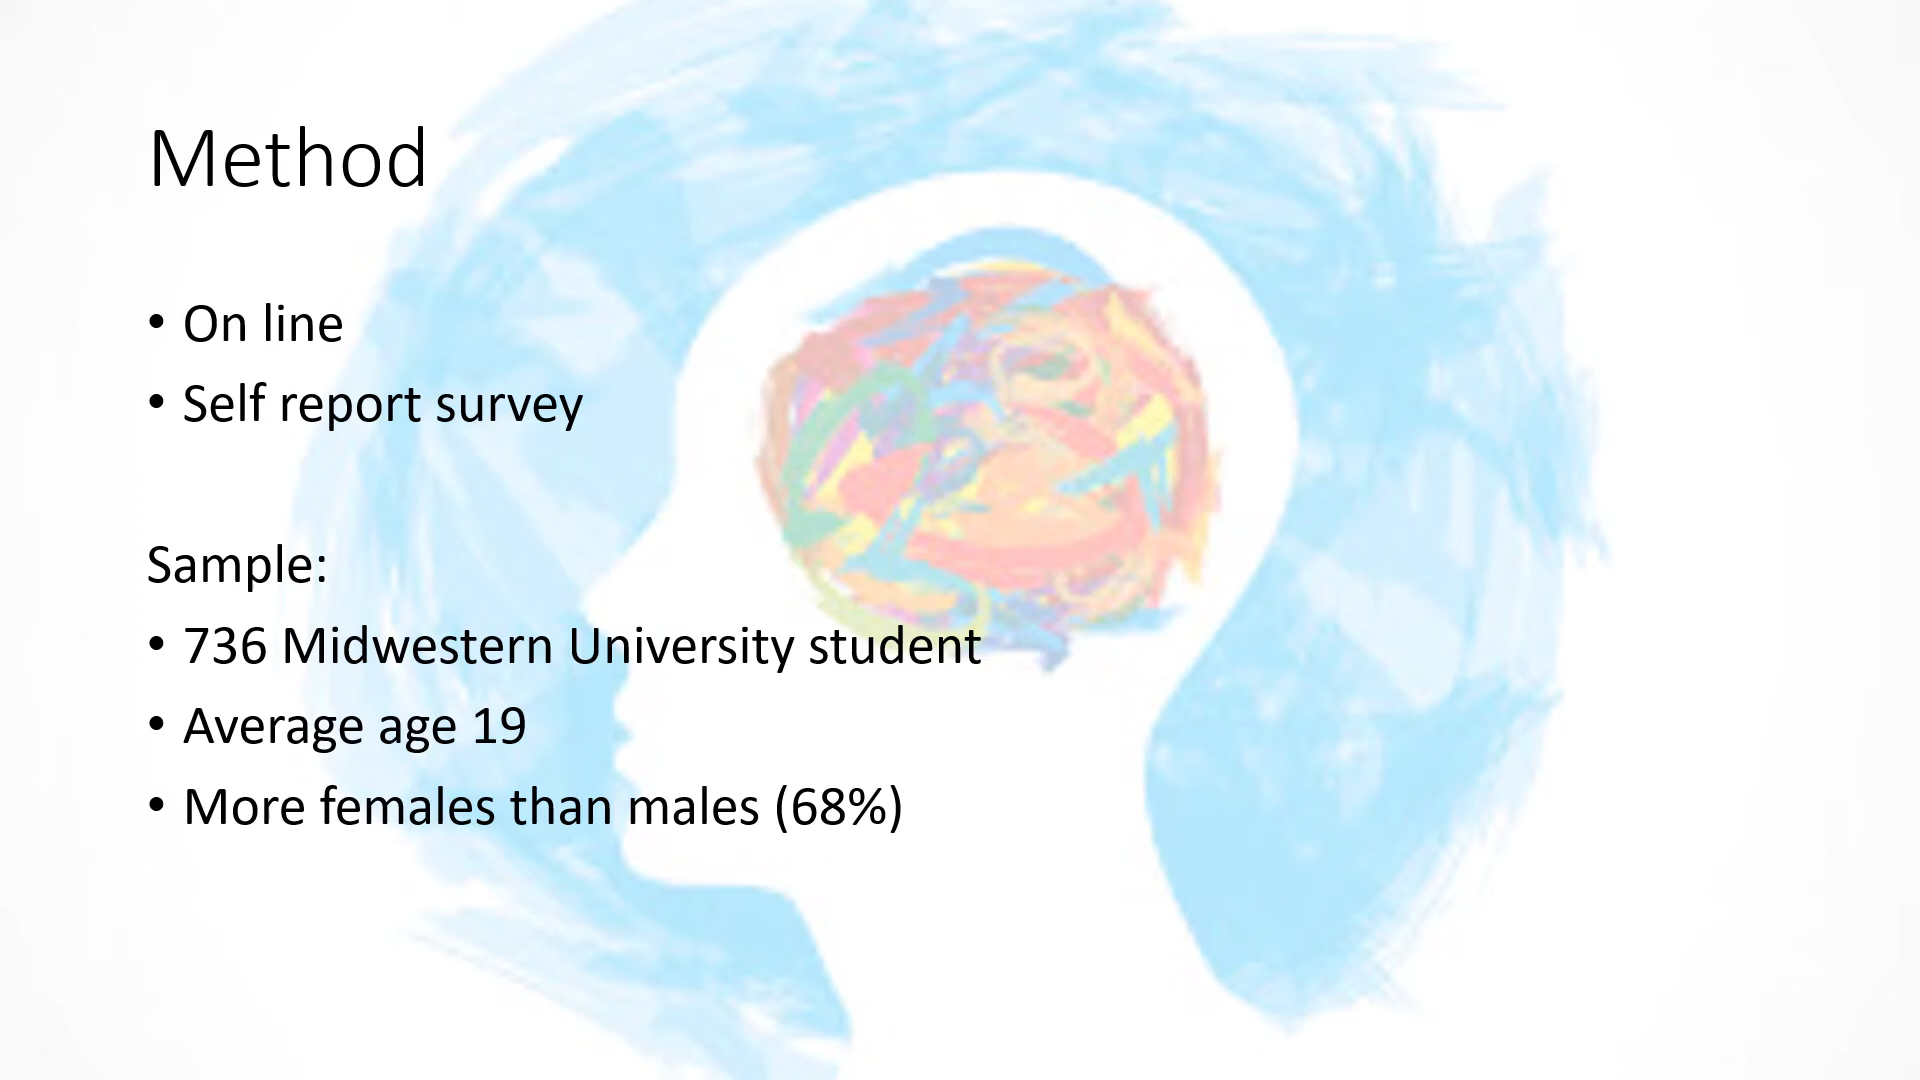 Method
• On line
• Self report survey
Sample:
• 736 Midwestern University student
• Average age 19
• More females than males (68%)